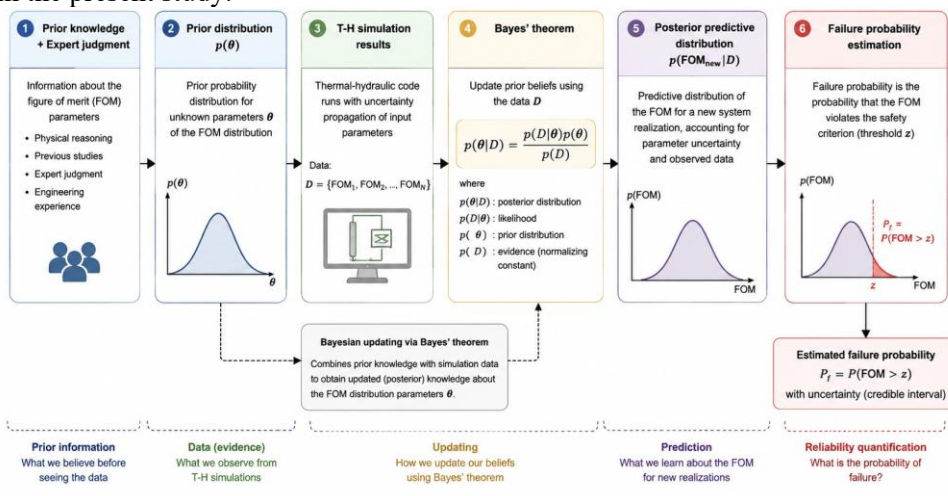 in the present study.
1 Prior knowledge
+ Expert judgment
Information about the
figure of merit (FOM)
parameters
• Physical reasoning
• Previous studies
• Expert judgment
• Engineering
experience
2 Prior distribution
p(θ)
Prior probability
distribution for
unknown parameters θ
of the FOM distribution
p(θ)
θ
3 T-H simulation
results
Thermal-hydraulic code
runs with uncertainty
propagation of input
parameters
Data:
D = {FOM₁, FOM₂, ..., FOM_N}
4 Bayes' theorem
Update prior beliefs using
the data D
p(θ|D) = p(D|θ)p(θ) / p(D)
where
p(θ|D) : posterior distribution
p(D|θ) : likelihood
p( θ) : prior distribution
p( D) : evidence (normalizing
constant)
5 Posterior predictive
distribution
p(FOM_new|D)
Predictive distribution of
the FOM for a new system
realization, accounting for
parameter uncertainty
and observed data
p(FOM)
FOM
6 Failure probability
estimation
Failure probability is the
probability that the FOM
violates the safety
criterion (threshold z)
p(FOM)
P_f =
P(FOM > z)
z
FOM
Bayesian updating via Bayes' theorem
Combines prior knowledge with simulation data
to obtain updated (posterior) knowledge about
the FOM distribution parameters θ.
Estimated failure probability
P_f = P(FOM > z)
with uncertainty (credible interval)
Prior information
What we believe before
seeing the data
Data (evidence)
What we observe from
T-H simulations
Updating
How we update our beliefs
using Bayes' theorem
Prediction
What we learn about the FOM
for new realizations
Reliability quantification
What is the probability of
failure?